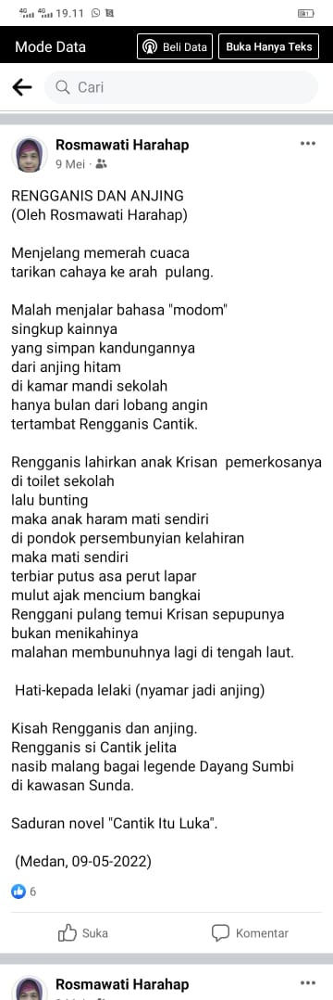 4G 4G 19.11 81
Mode Data
Beli Data
Buka Hanya Teks
Cari
Rosmawati Harahap
9 Mei ·
RENGGANIS DAN ANJING
(Oleh Rosmawati Harahap)
Menjelang memerah cuaca
tarikan cahaya ke arah pulang.
Malah menjalar bahasa "modom"
singkup kainnya
yang simpan kandungannya
dari anjing hitam
di kamar mandi sekolah
hanya bulan dari lobang angin
tertambat Rengganis Cantik.
Rengganis lahirkan anak Krisan pemerkosanya
di toilet sekolah
lalu bunting
maka anak haram mati sendiri
di pondok persembunyian kelahiran
maka mati sendiri
terbiar putus asa perut lapar
mulut ajak mencium bangkai
Renggani pulang temui Krisan sepupunya
bukan menikahinya
malahan membunuhnya lagi di tengah laut.
Hati-kepada lelaki (nyamar jadi anjing)
Kisah Rengganis dan anjing.
Rengganis si Cantik jelita
nasib malang bagai legende Dayang Sumbi
di kawasan Sunda.
Saduran novel "Cantik Itu Luka".
(Medan, 09-05-2022)
6
Suka
Komentar
Rosmawati Harahap